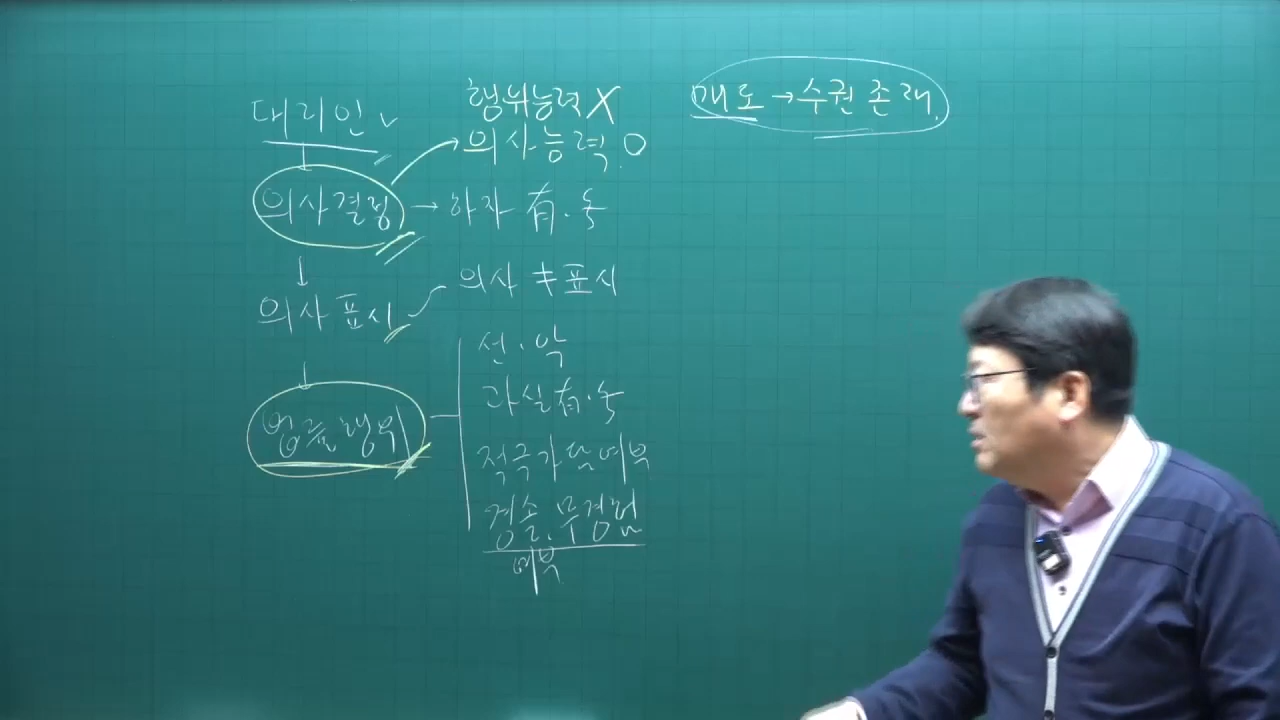 대리인
행위능력 X
의사능력 O
매도 → 수권 존재.
의사결정 → 하자 有·무
의사표시
의사 ≠ 표시
법률행위
선·악
과실 有·무
적극가담 여부
경솔, 무경험
여부